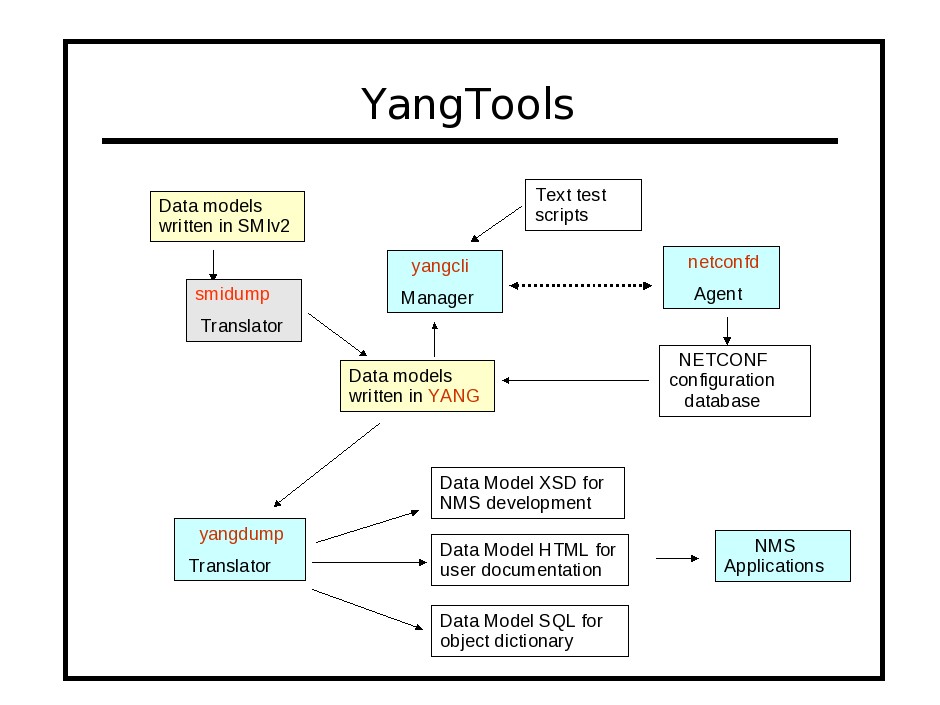 YangTools
Data models
written in SMIv2
Text test
scripts
smidump
Translator
yangcli
Manager
netconfd
Agent
Data models
written in YANG
NETCONF
configuration
database
yangdump
Translator
Data Model XSD for
NMS development
Data Model HTML for
user documentation
Data Model SQL for
object dictionary
NMS
Applications